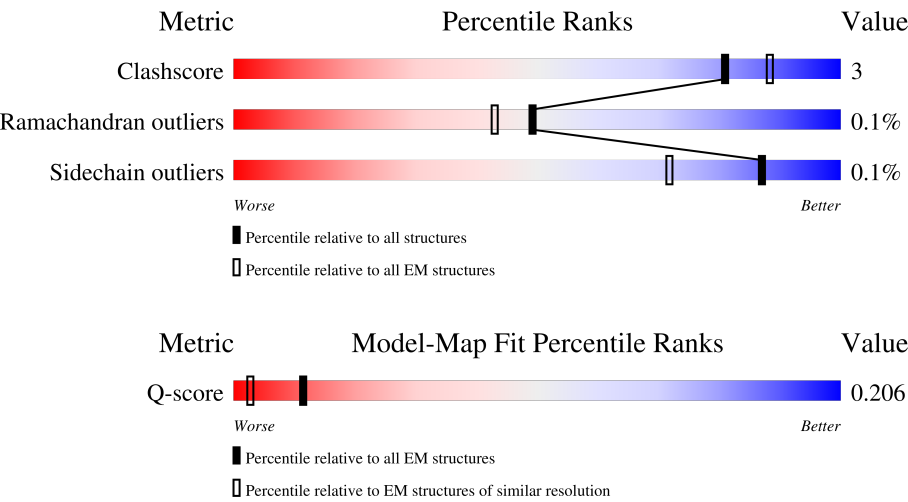 Metric Percentile Ranks Value
Clashscore 3
Ramachandran outliers 0.1%
Sidechain outliers 0.1%
Worse Better
Percentile relative to all structures
Percentile relative to all EM structures
Metric Model-Map Fit Percentile Ranks Value
Q-score 0.206
Worse Better
Percentile relative to all EM structures
Percentile relative to EM structures of similar resolution